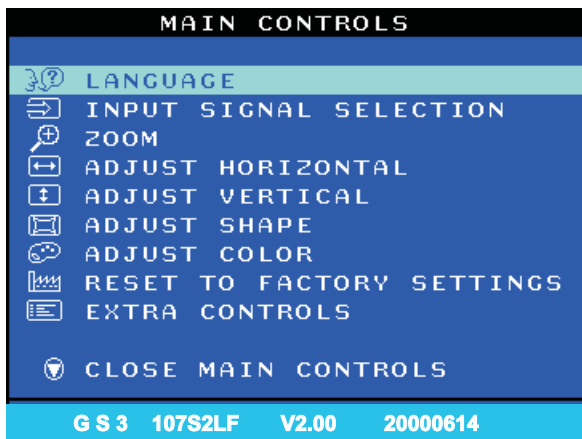 MAIN CONTROLS
LANGUAGE
INPUT SIGNAL SELECTION
ZOOM
ADJUST HORIZONTAL
ADJUST VERTICAL
ADJUST SHAPE
ADJUST COLOR
RESET TO FACTORY SETTINGS
EXTRA CONTROLS
CLOSE MAIN CONTROLS
G S 3 107S2LF V2.00 20000614